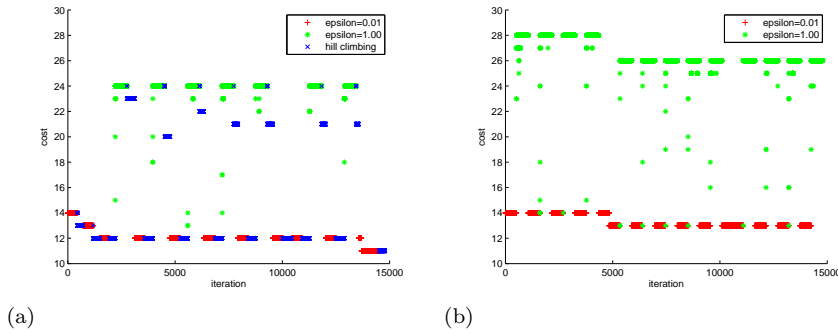 30
28
26
24
22
20
18
16
14
12
10
cost
0
5000
10000
15000
iteration
epsilon=0.01
epsilon=1.00
hill climbing
(a)
30
28
26
24
22
20
18
16
14
12
10
cost
0
5000
10000
15000
iteration
epsilon=0.01
epsilon=1.00
(b)